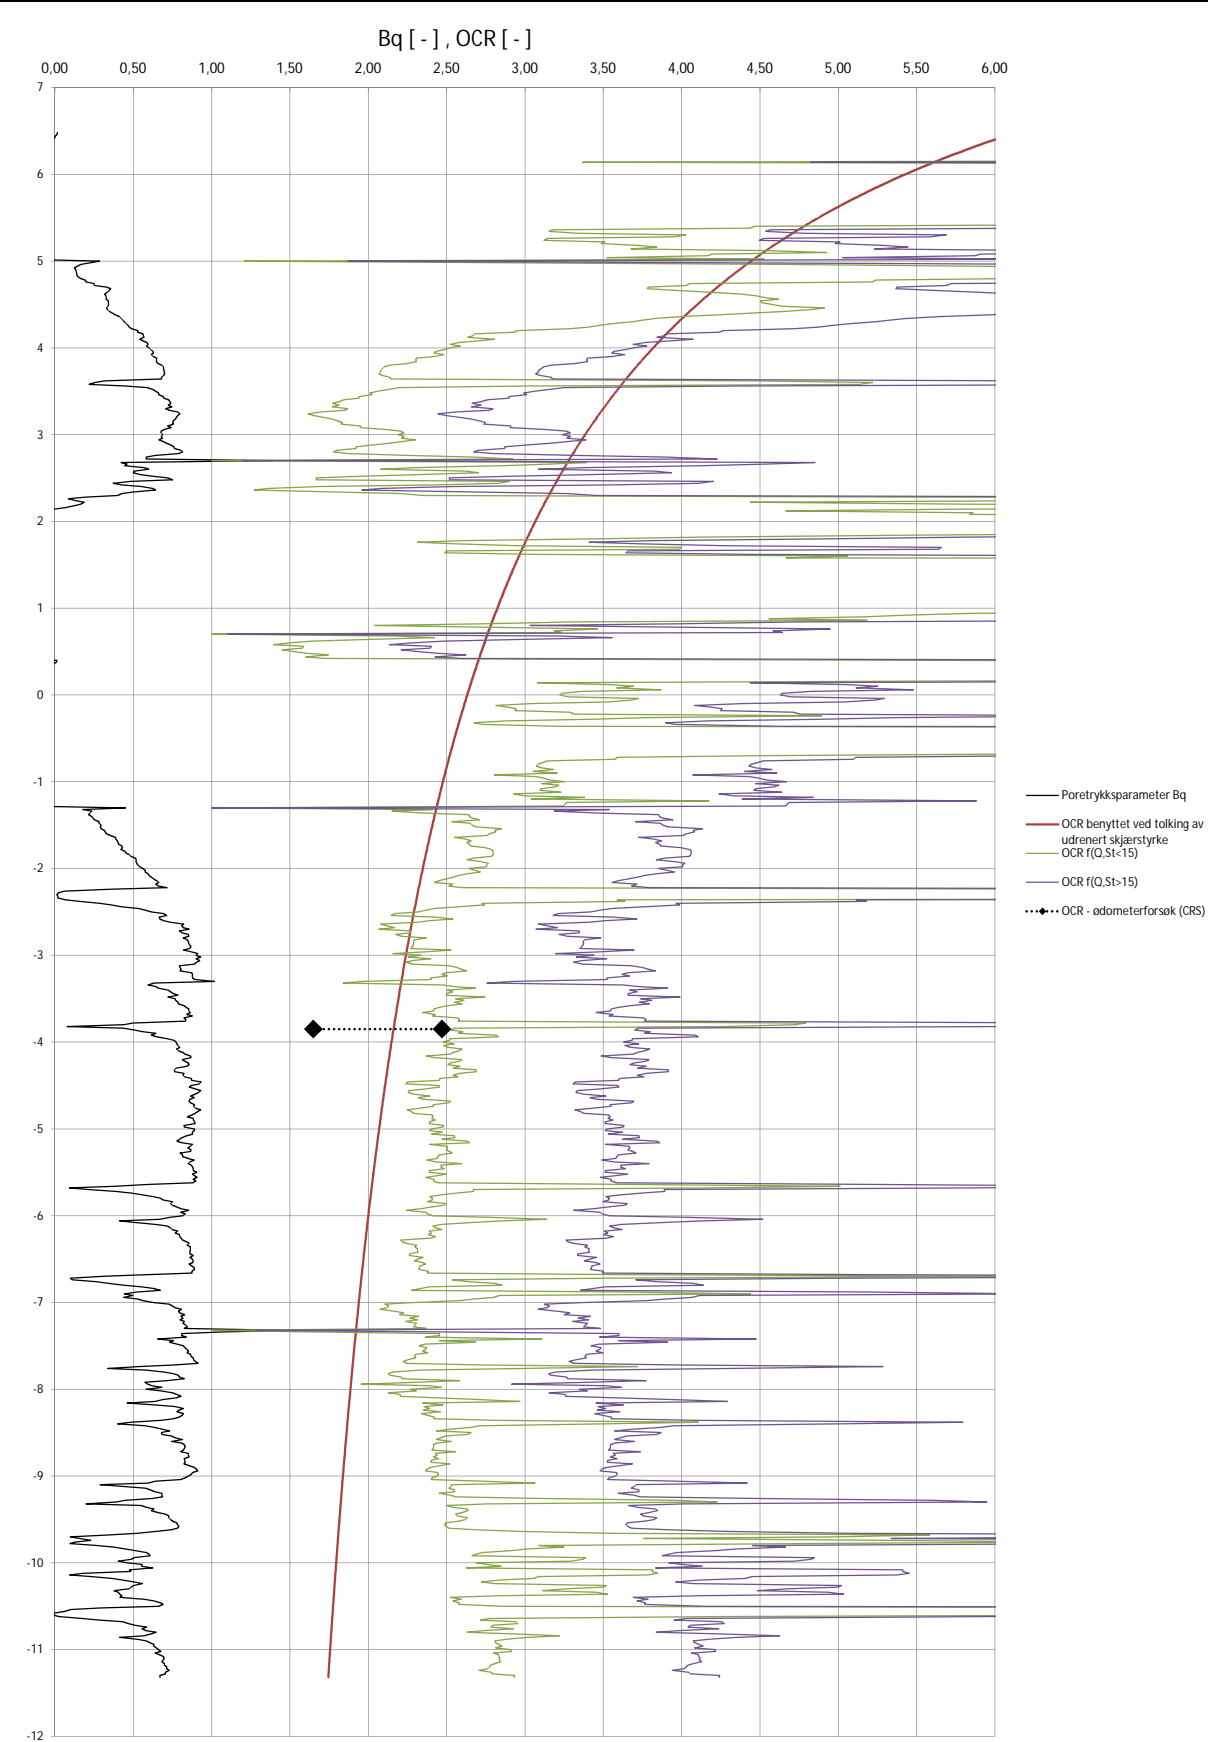 Bq [ - ] , OCR [ - ]
0,00 0,50 1,00 1,50 2,00 2,50 3,00 3,50 4,00 4,50 5,00 5,50 6,00
7
6
5
4
3
2
1
0
-1
-2
-3
-4
-5
-6
-7
-8
-9
-10
-11
-12
Poretrykksparameter Bq
OCR benyttet ved tolking av
udrenert skjærstyrke
OCR f(Q,St<15)
OCR f(Q,St>15)
OCR - ødometerforsøk (CRS)